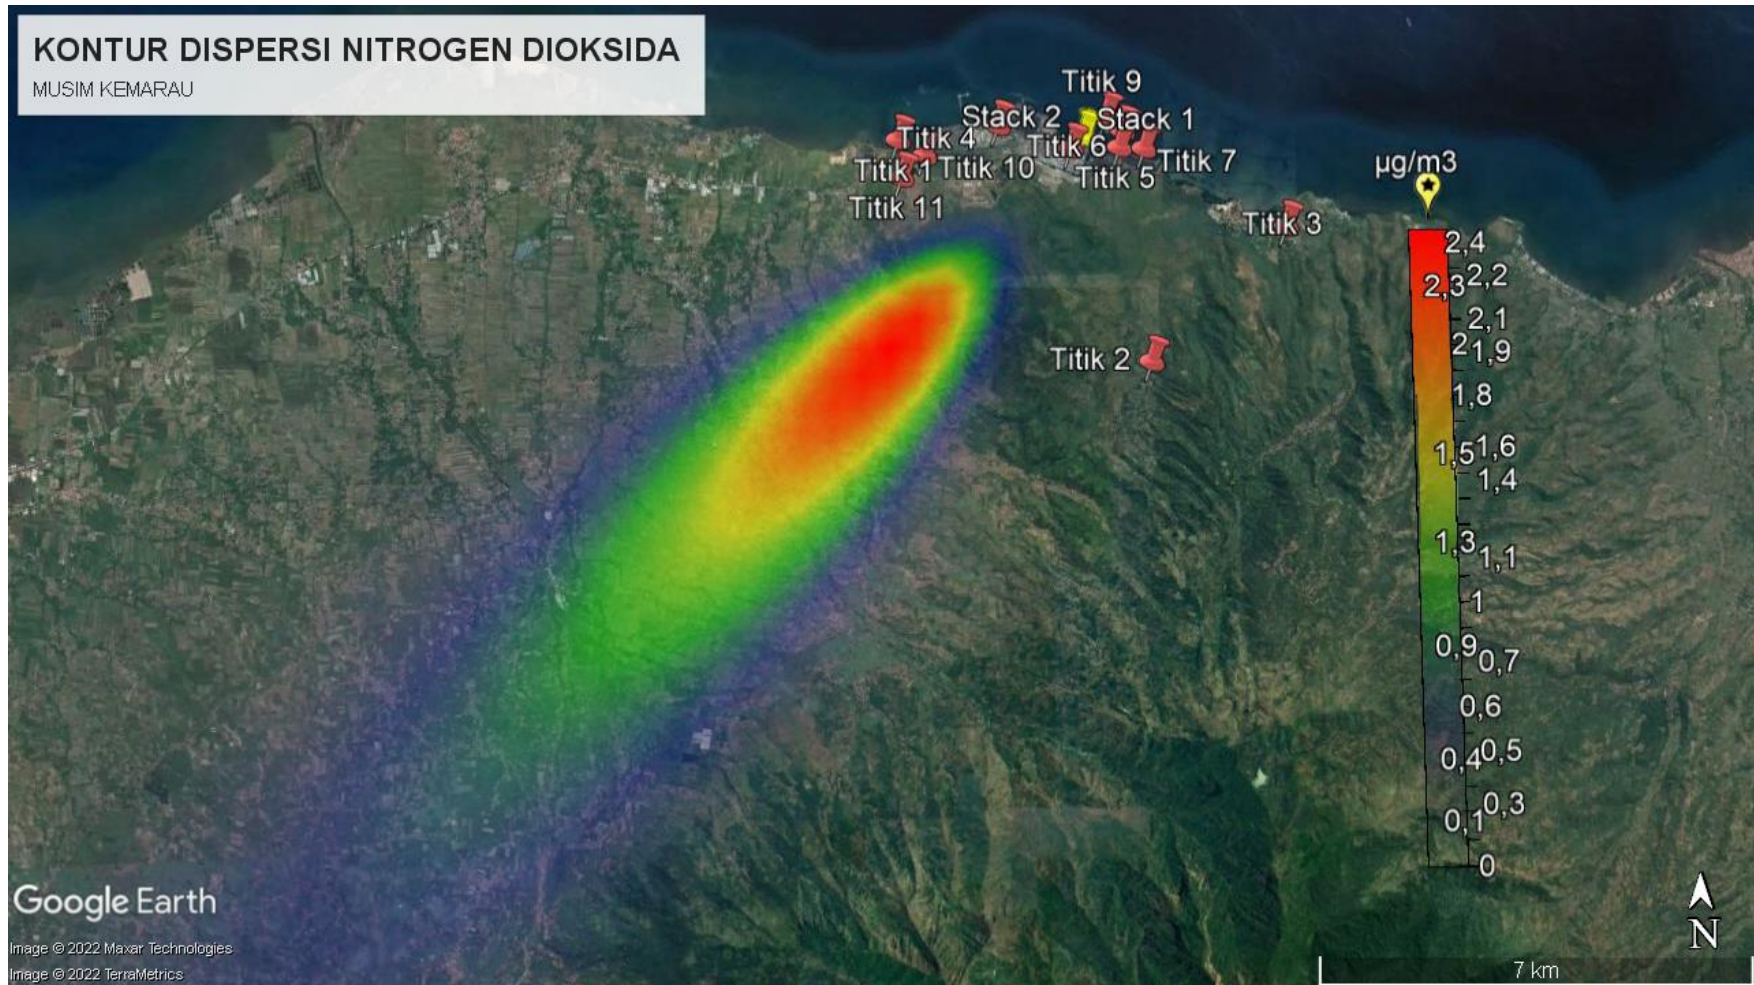 KONTUR DISPERSI NITROGEN DIOKSIDA
MUSIM KEMARAU
Titik 9
Stack 2
Stack 1
Titik 4
Titik 6
Titik 7
Titik 1
Titik 10
Titik 5
Titik 11
Titik 3
Titik 2
µg/m3
2,4
2,3
2,2
2,1
2
1,9
1,8
1,5
1,6
1,4
1,3
1,1
1
0,9
0,7
0,6
0,4
0,5
0,3
0,1
0
Google Earth
Image © 2022 Maxar Technologies
Image © 2022 TerraMetrics
N
7 km